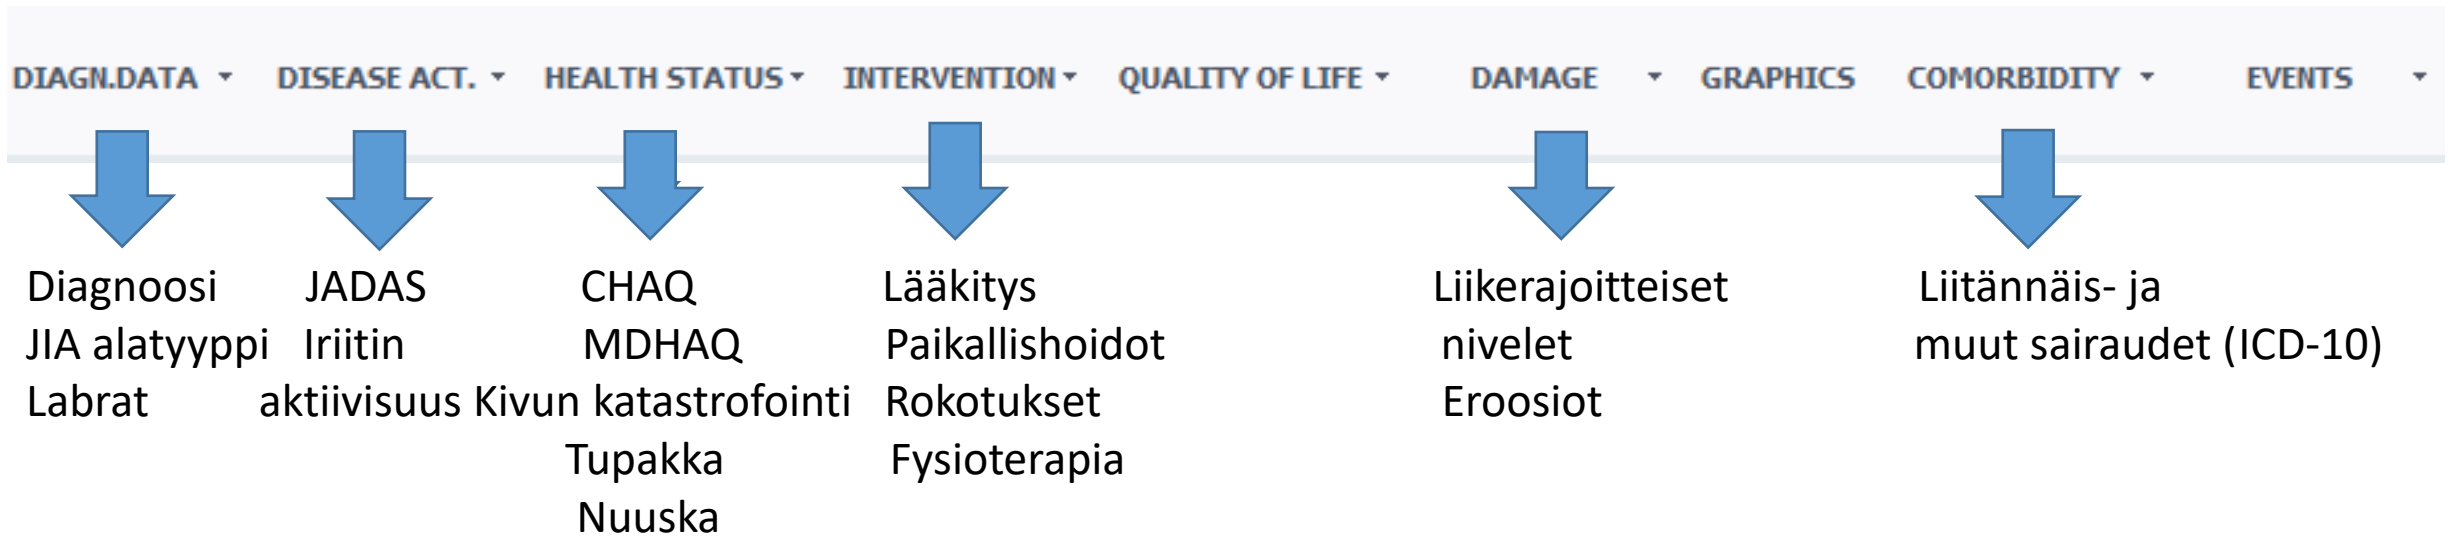 DIAGN.DATA DISEASE ACT. HEALTH STATUS INTERVENTION QUALITY OF LIFE DAMAGE GRAPHICS COMORBIDITY EVENTS
Diagnoosi JADAS CHAQ Lääkitys Liikerajoitteiset Liitännäis- ja
JIA alatyyppi Iriitin MDHAQ Paikallishoidot nivelet muut sairaudet (ICD-10)
Labrat aktiivisuus Kivun katastrofointi Rokotukset Eroosiot
Tupakka Fysioterapia
Nuuska